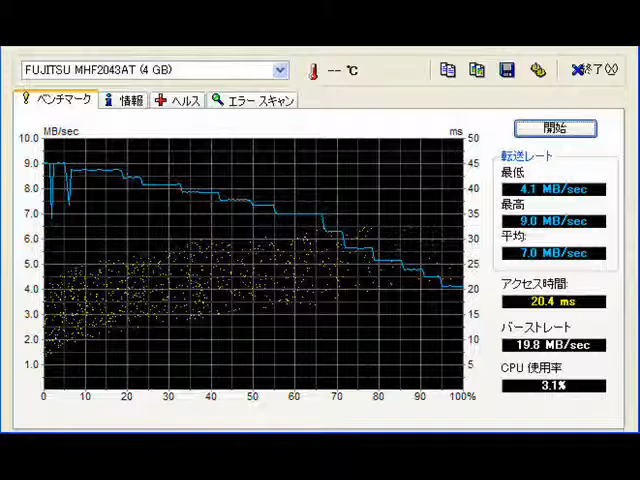 FUJITSU MHF2043AT (4 GB)
-- ℃
終了(X)
ベンチマーク
情報
ヘルス
エラー スキャン
MB/sec
ms
10.0
9.0
8.0
7.0
6.0
5.0
4.0
3.0
2.0
1.0
50
45
40
35
30
25
20
15
10
5
0
10
20
30
40
50
60
70
80
90
100%
開始
転送レート
最低
4.1 MB/sec
最高
9.0 MB/sec
平均:
7.0 MB/sec
アクセス時間:
20.4 ms
バーストレート
19.8 MB/sec
CPU 使用率
3.1%